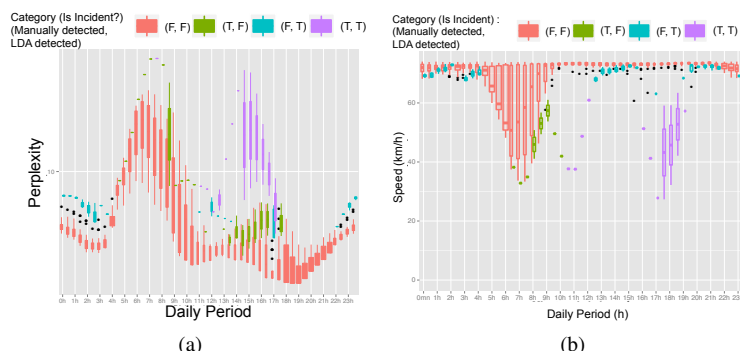 Category (Is Incident?)
(Manually detected,
LDA detected)
(F, F) (T, F) (F, T) (T, T)
Perplexity
10
0h 1h 2h 3h 4h 5h 6h 7h 8h 9h 10h 11h 12h 13h 14h 15h 16h 17h 18h 19h 20h 21h 22h 23h
Daily Period
(a)
Category (Is Incident?) :
(Manually detected,
LDA detected)
(F, F) (T, F) (F, T) (T, T)
Speed (km/h)
60
40
20
0
0mn 1h 2h 3h 4h 5h 6h 7h 8h 9h 10h 11h 12h 13h 14h 15h 16h 17h 18h 19h 20h 21h 22h 23
Daily Period (h)
(b)